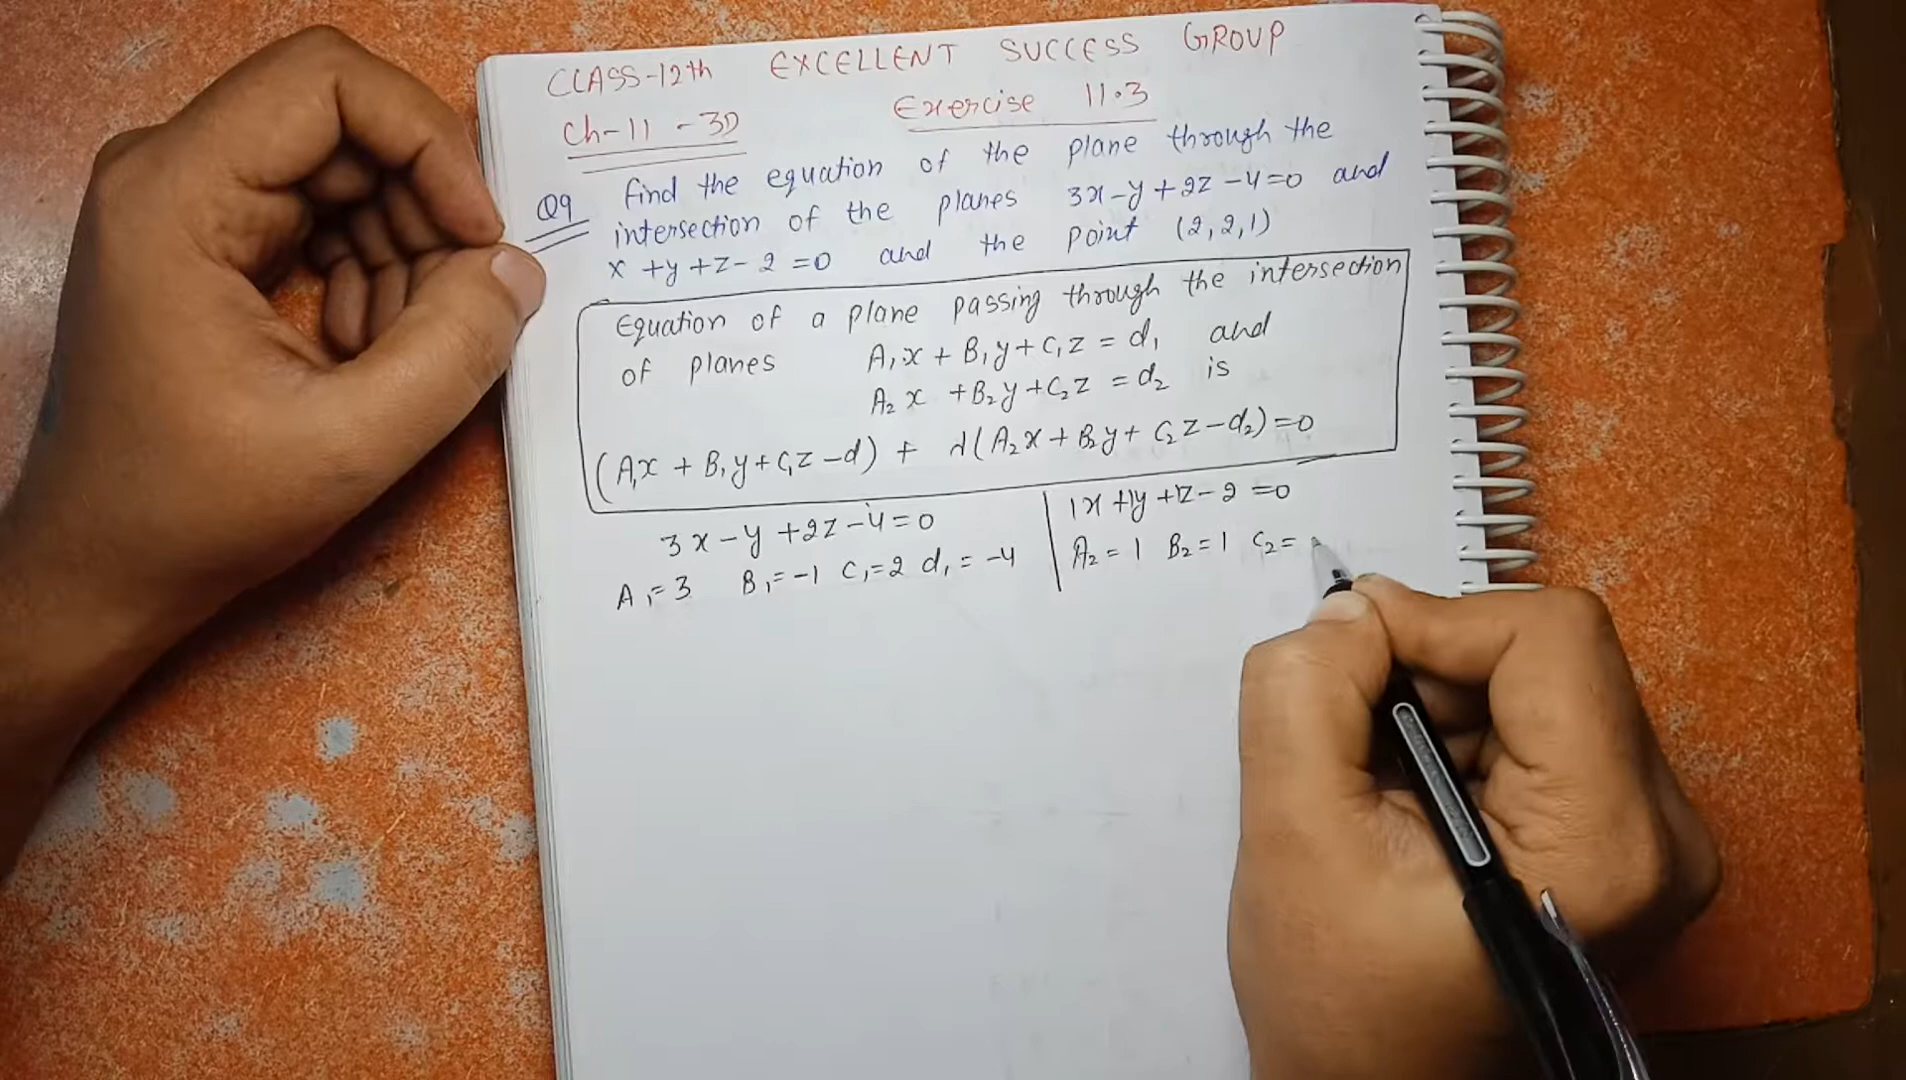 CLASS-12th EXCELLENT SUCCESS GROUP
Ch-11 -3D Exercise 11.3
Q9 find the equation of the plane through the
intersection of the planes 3x-y+2z-4=0 and
x+y+z-2=0 and the point (2,2,1)
Equation of a plane passing through the intersection
of planes A₁x + B₁y + C₁z = d₁ and
A₂x + B₂y + C₂z = d₂ is
(A₁x + B₁y + C₁z - d) + λ(A₂x + B₂y + C₂z - d₂) = 0
3x - y + 2z - 4 = 0
A₁ = 3 B₁ = -1 C₁ = 2 d₁ = -4
1x + 1y + 1z - 2 = 0
A₂ = 1 B₂ = 1 C₂ =